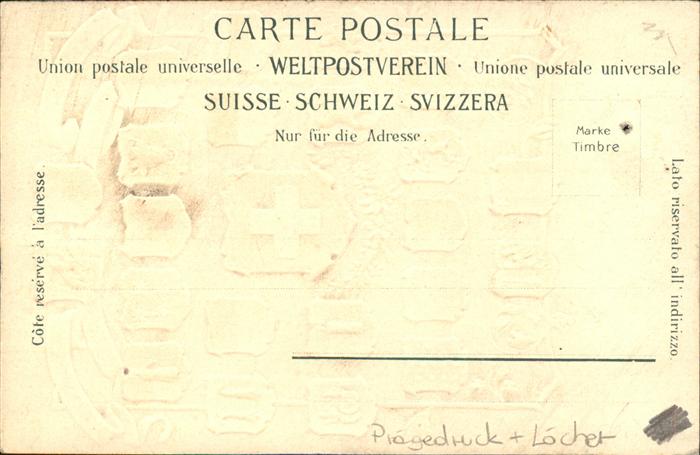 CARTE POSTALE
Union postale universelle · WELTPOSTVEREIN · Unione postale universale
SUISSE · SCHWEIZ · SVIZZERA
Nur für die Adresse.
Marke
Timbre
Côté réservé à l'adresse.
Lato riservato all' indirizzo.
Prägedruck + Löcher